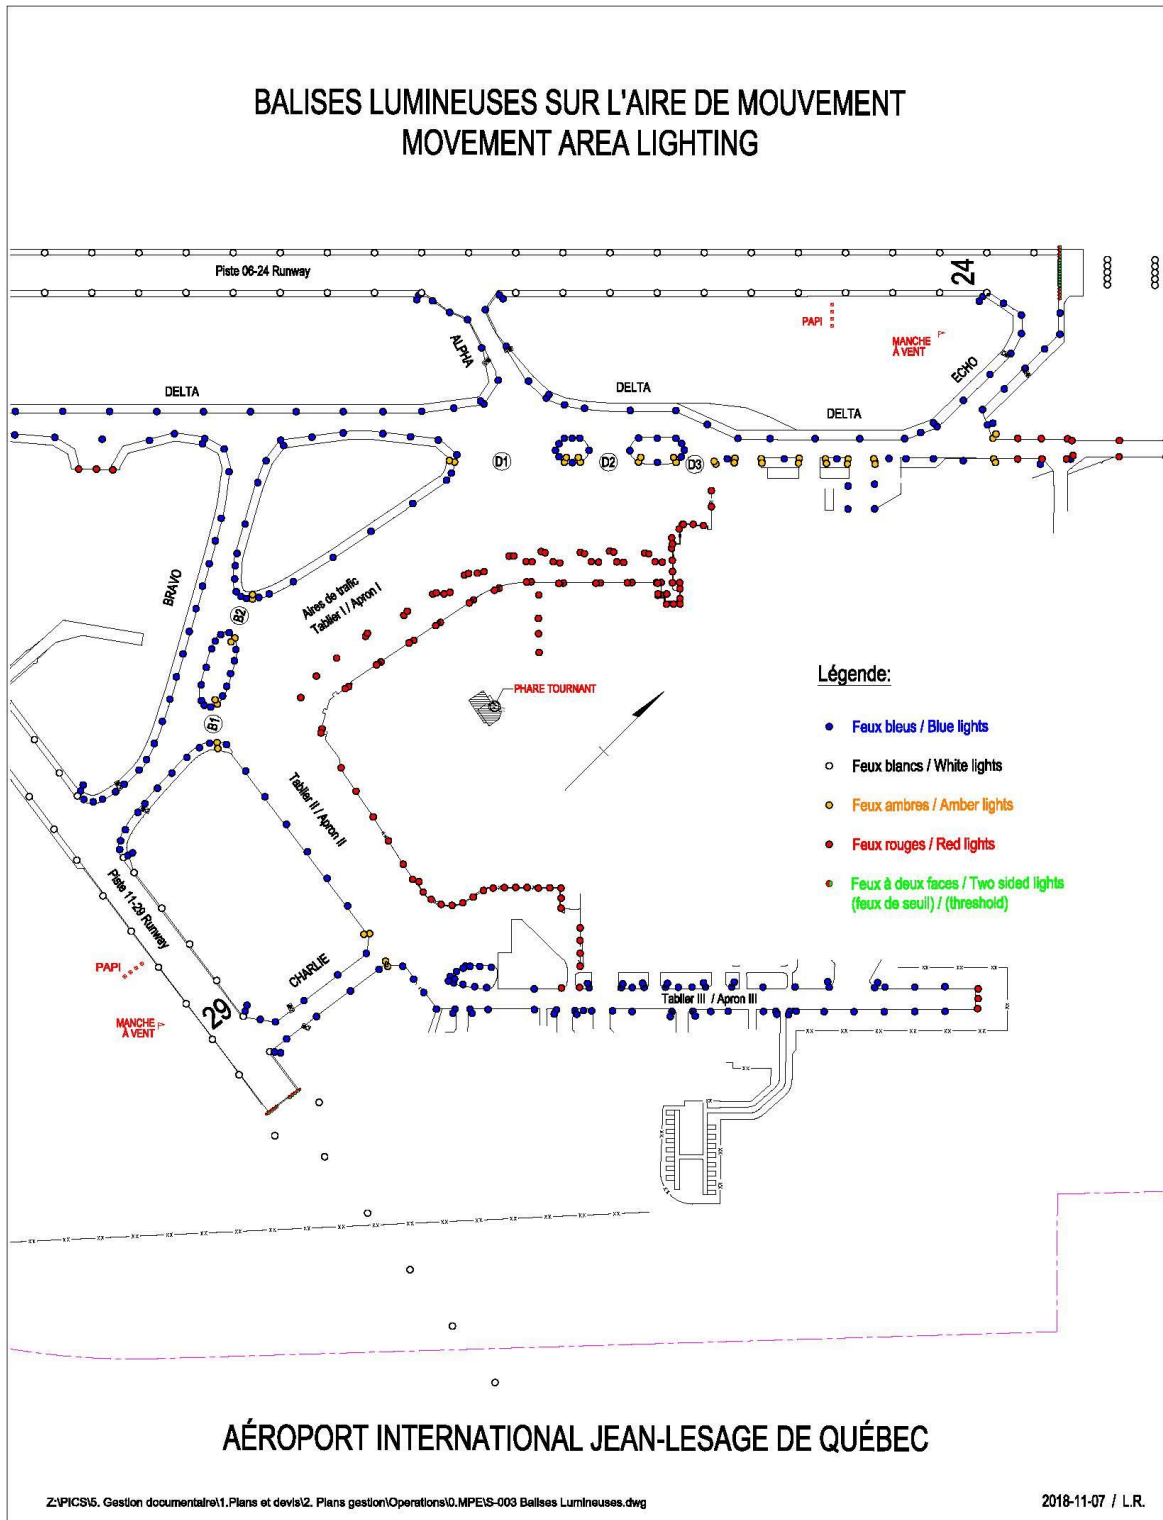 BALISES LUMINEUSES SUR L'AIRE DE MOUVEMENT
MOVEMENT AREA LIGHTING
Piste 06-24 Runway
24
PAPI
MANCHE
À VENT
ALPHA
ECHO
DELTA
DELTA
DELTA
D1
D2
D3
BRAVO
B2
Aires de trafic
Tablier I / Apron I
B1
PHARE TOURNANT
Légende:
Feux bleus / Blue lights
Feux blancs / White lights
Feux ambres / Amber lights
Feux rouges / Red lights
Feux à deux faces / Two sided lights
(feux de seuil) / (threshold)
Tablier II / Apron II
Piste 11-29 Runway
PAPI
CHARLIE
29
MANCHE
À VENT
Tablier III / Apron III
AÉROPORT INTERNATIONAL JEAN-LESAGE DE QUÉBEC
Z:\PICS\5. Gestion documentaire\1.Plans et devis\2. Plans gestion\Operations\0.MPE\S-003 Balises Lumineuses.dwg
2018-11-07 / L.R.